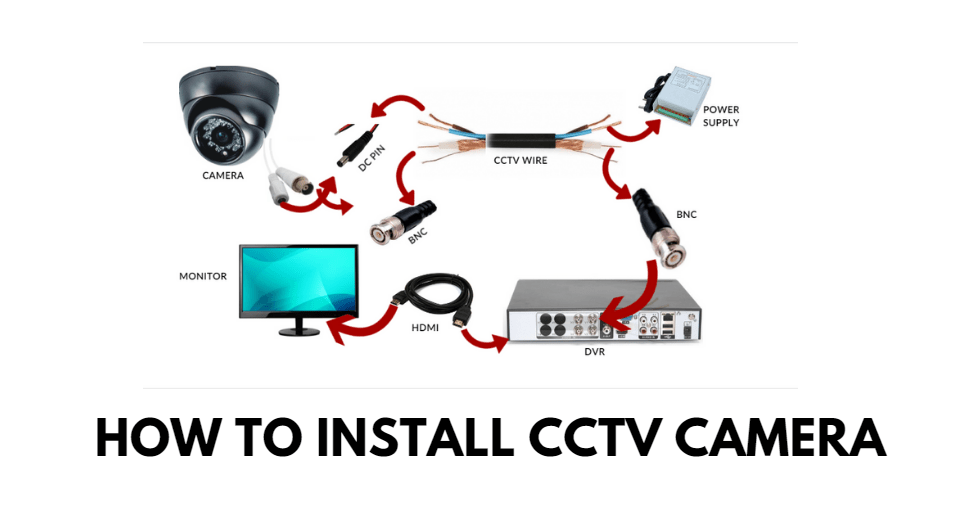 POWER
SUPPLY
CCTV WIRE
DC PIN
CAMERA
BNC
BNC
MONITOR
HDMI
DVR
HOW TO INSTALL CCTV CAMERA